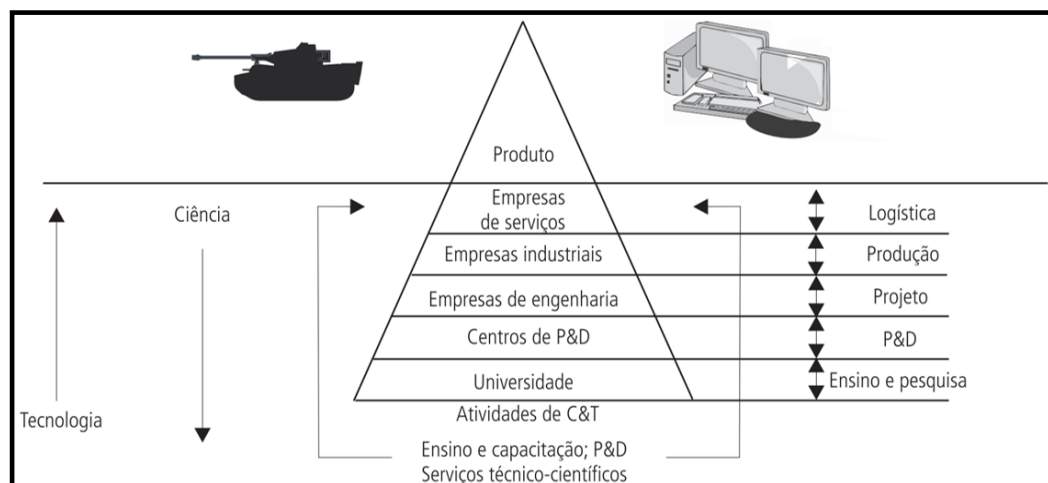 Produto
Ciência
Empresas
de serviços
Logística
Empresas industriais
Produção
Empresas de engenharia
Projeto
Centros de P&D
P&D
Universidade
Ensino e pesquisa
Tecnologia
Atividades de C&T
Ensino e capacitação; P&D
Serviços técnico-científicos